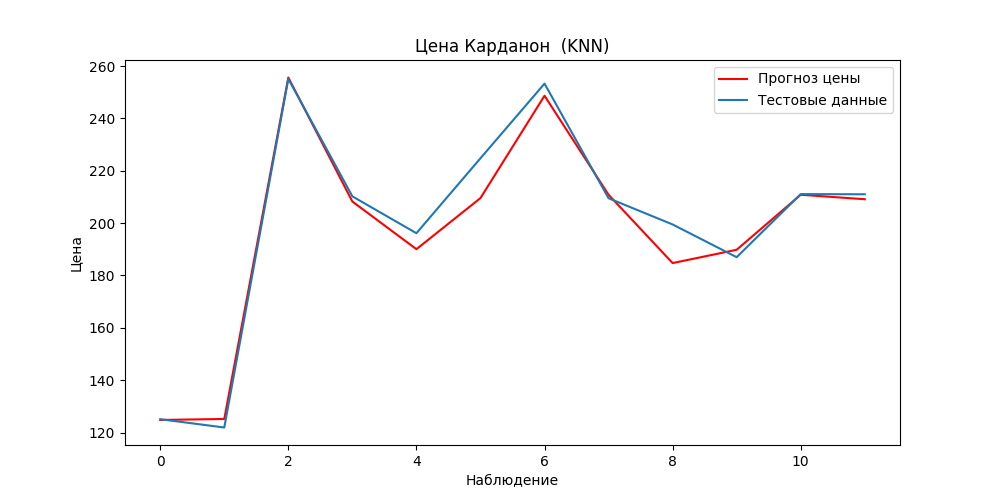 Цена Карданон  (KNN)
Прогноз цены
Тестовые данные
Цена
260
240
220
200
180
160
140
120
0 2 4 6 8 10
Наблюдение